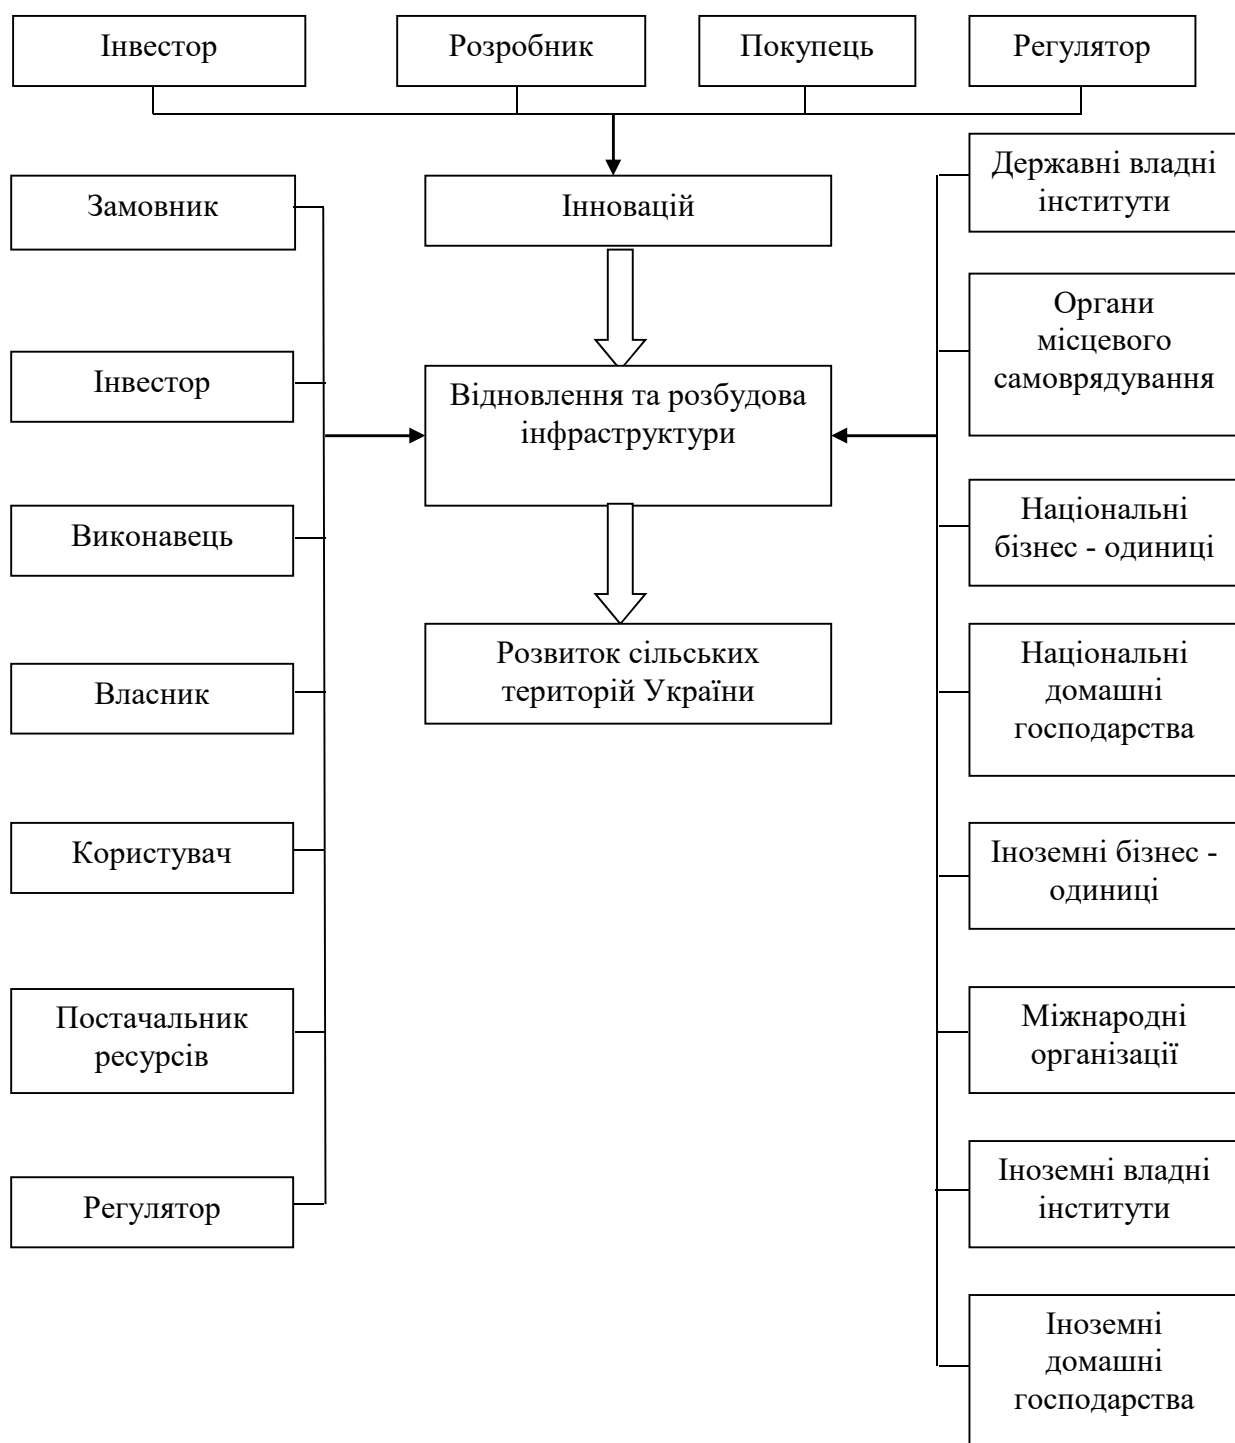 Інвестор
Розробник
Покупець
Регулятор
Замовник
Інвестор
Виконавець
Власник
Користувач
Постачальник
ресурсів
Регулятор
Інновацій
Відновлення та розбудова
інфраструктури
Розвиток сільських
територій України
Державні владні
інститути
Органи
місцевого
самоврядування
Національні
бізнес - одиниці
Національні
домашні
господарства
Іноземні бізнес -
одиниці
Міжнародні
організації
Іноземні владні
інститути
Іноземні
домашні
господарства